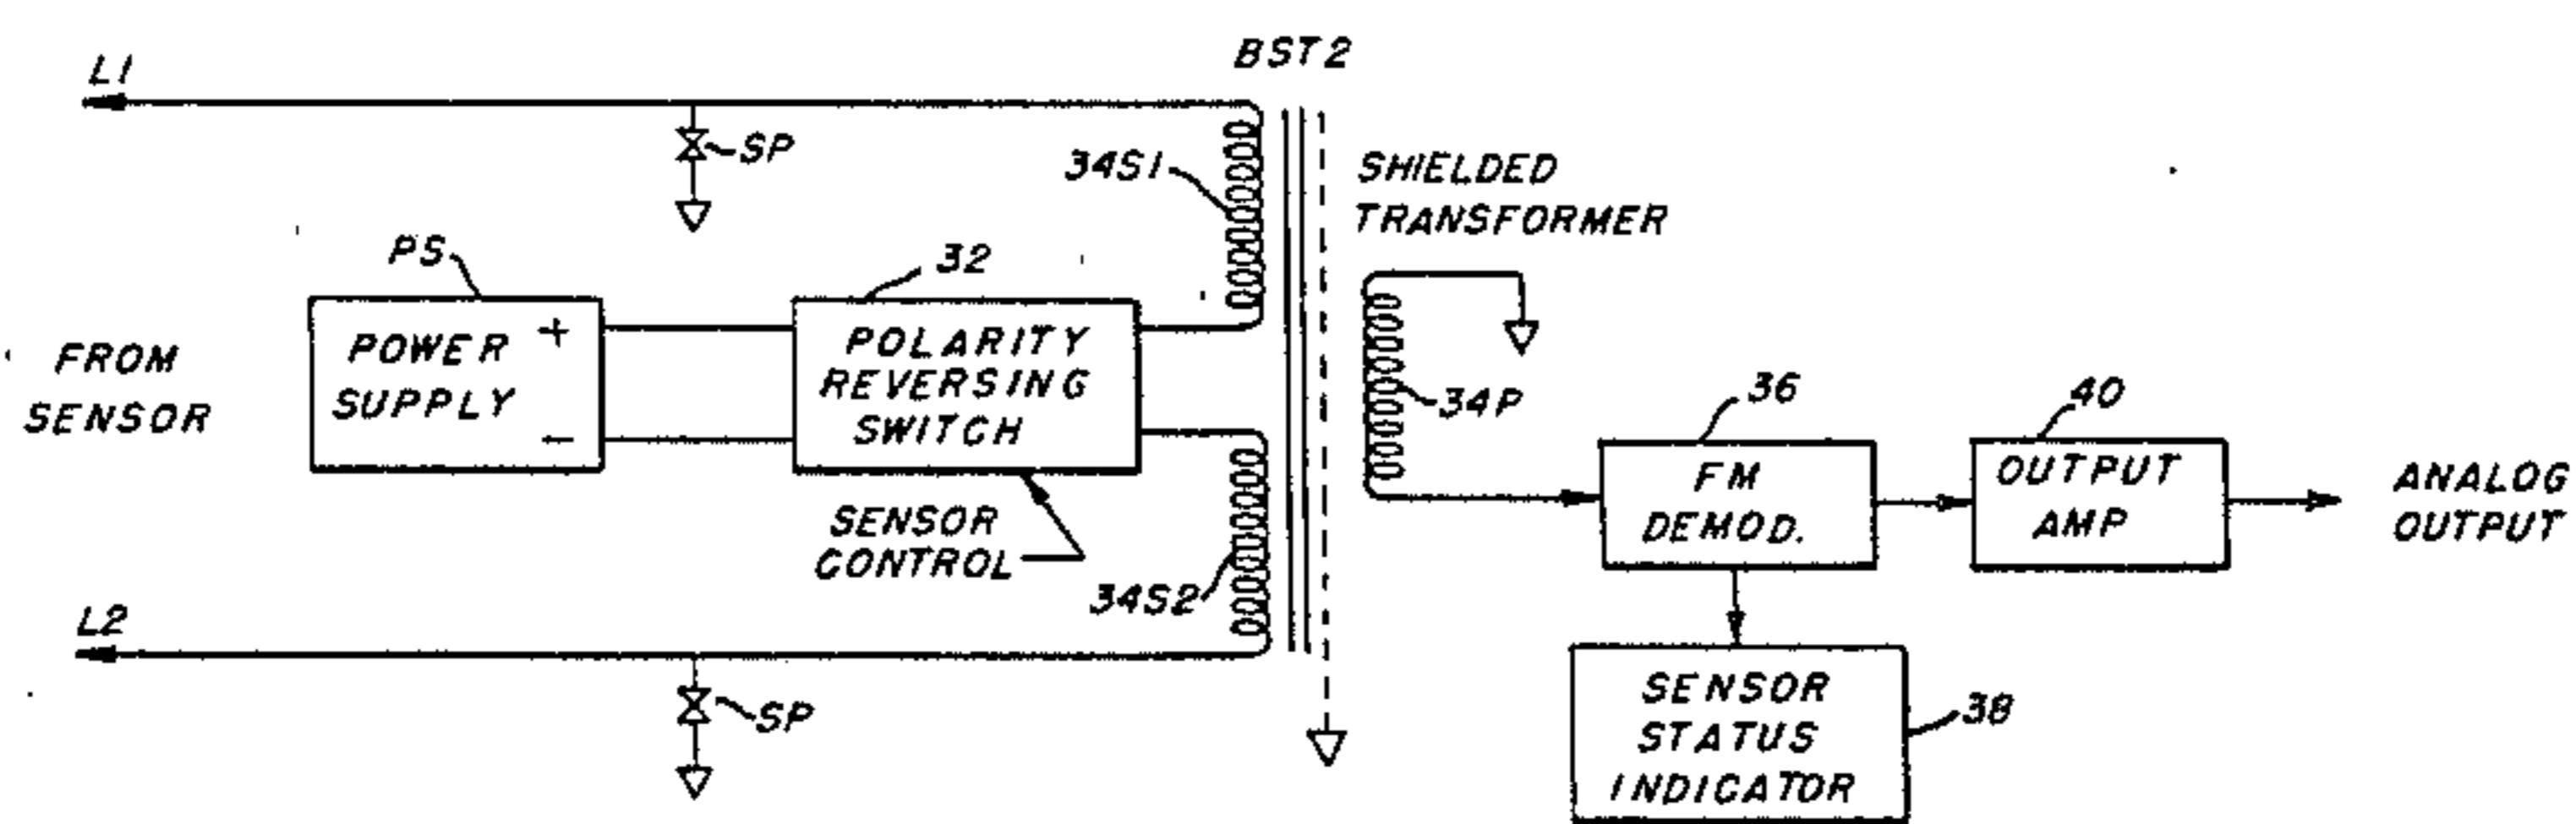 BST2
L1
SP
34S1
SHIELDED
TRANSFORMER
PS
32
FROM
SENSOR
POWER +
SUPPLY
−
POLARITY
REVERSING
SWITCH
34P
36
40
SENSOR
CONTROL
FM
DEMOD.
OUTPUT
AMP
ANALOG
OUTPUT
34S2
L2
SP
SENSOR
STATUS
INDICATOR
38